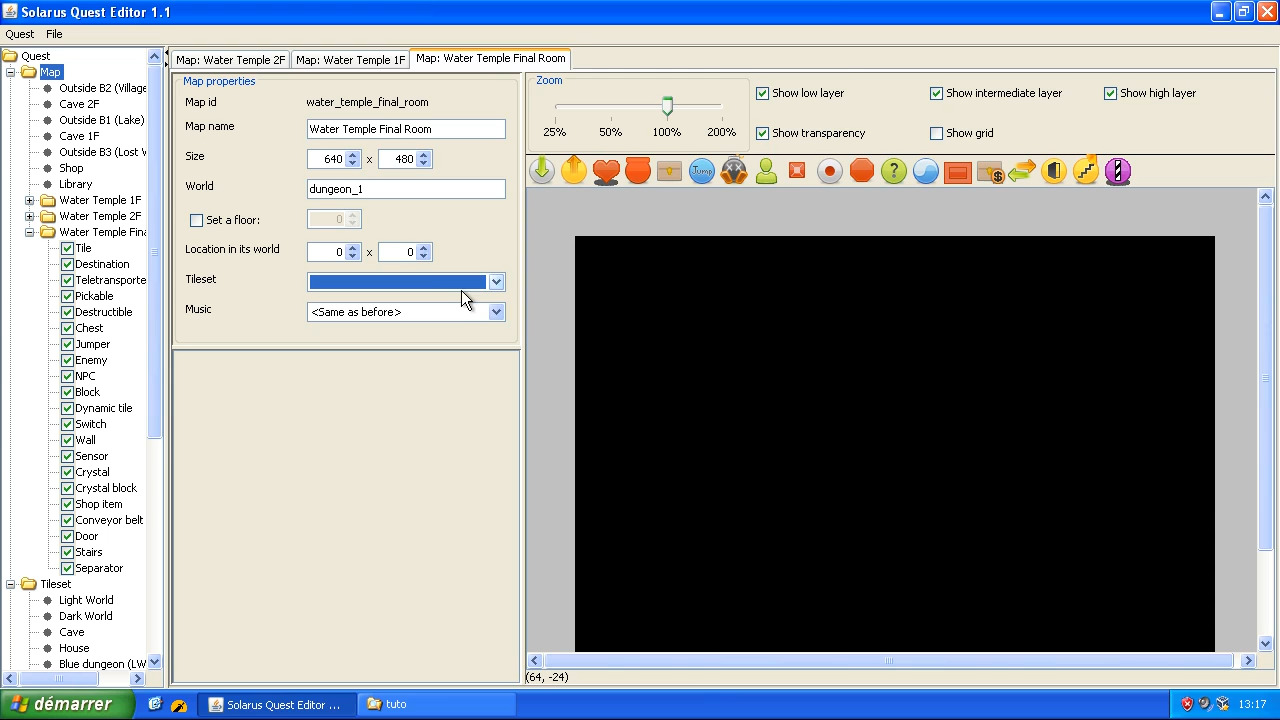 Solarus Quest Editor 1.1
Quest File
Quest
Map
Outside B2 (Village
Cave 2F
Outside B1 (Lake)
Cave 1F
Outside B3 (Lost V
Shop
Library
Water Temple 1F
Water Temple 2F
Water Temple Fina
Tile
Destination
Teletransporte
Pickable
Destructible
Chest
Jumper
Enemy
NPC
Block
Dynamic tile
Switch
Wall
Sensor
Crystal
Crystal block
Shop item
Conveyor belt
Door
Stairs
Separator
Tileset
Light World
Dark World
Cave
House
Blue dungeon (LW
Map: Water Temple 2F Map: Water Temple 1F Map: Water Temple Final Room
Map properties
Map id water_temple_final_room
Map name Water Temple Final Room
Size 640 x 480
World dungeon_1
Set a floor: 0
Location in its world 0 x 0
Tileset
Music <Same as before>
Zoom
25% 50% 100% 200%
Show low layer Show intermediate layer Show high layer
Show transparency Show grid
Jump ? $
(64, -24)
démarrer Solarus Quest Editor ... tuto 13:17